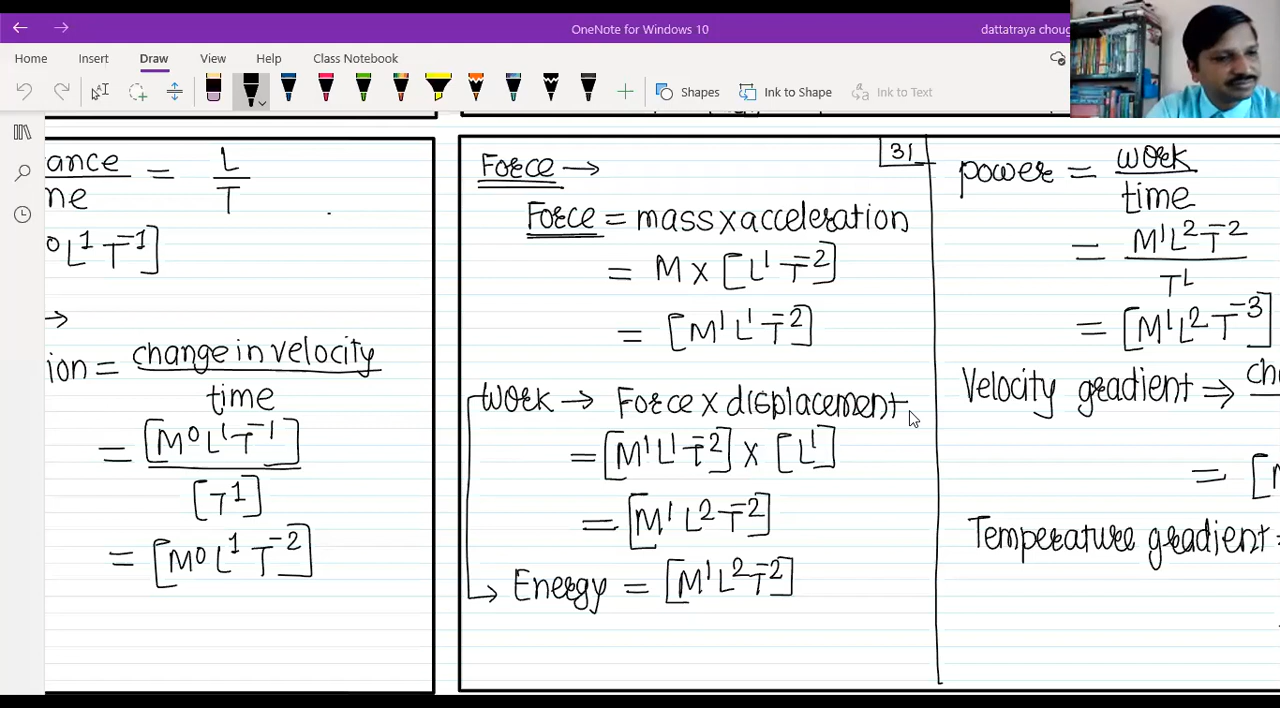 OneNote for Windows 10
dattatraya choug
Home Insert Draw View Help Class Notebook
Shapes Ink to Shape Ink to Text
ance/me = L/T
M⁰ L¹ T⁻¹]
→
ion = change in velocity/time
= [M⁰ L¹ T⁻¹]/[T¹]
= [M⁰ L¹ T⁻²]
31
Force →
Force = mass x acceleration
= M x [L¹ T⁻²]
= [M¹ L¹ T⁻²]
Work → Force x displacement
= [M¹ L¹ T⁻²] x [L¹]
= [M¹ L² T⁻²]
→ Energy = [M¹ L² T⁻²]
power = work/time
= M¹ L² T⁻²/T¹
= [M¹ L² T⁻³]
Velocity gradient ⇒ cha
= [M
Temperature gradient =